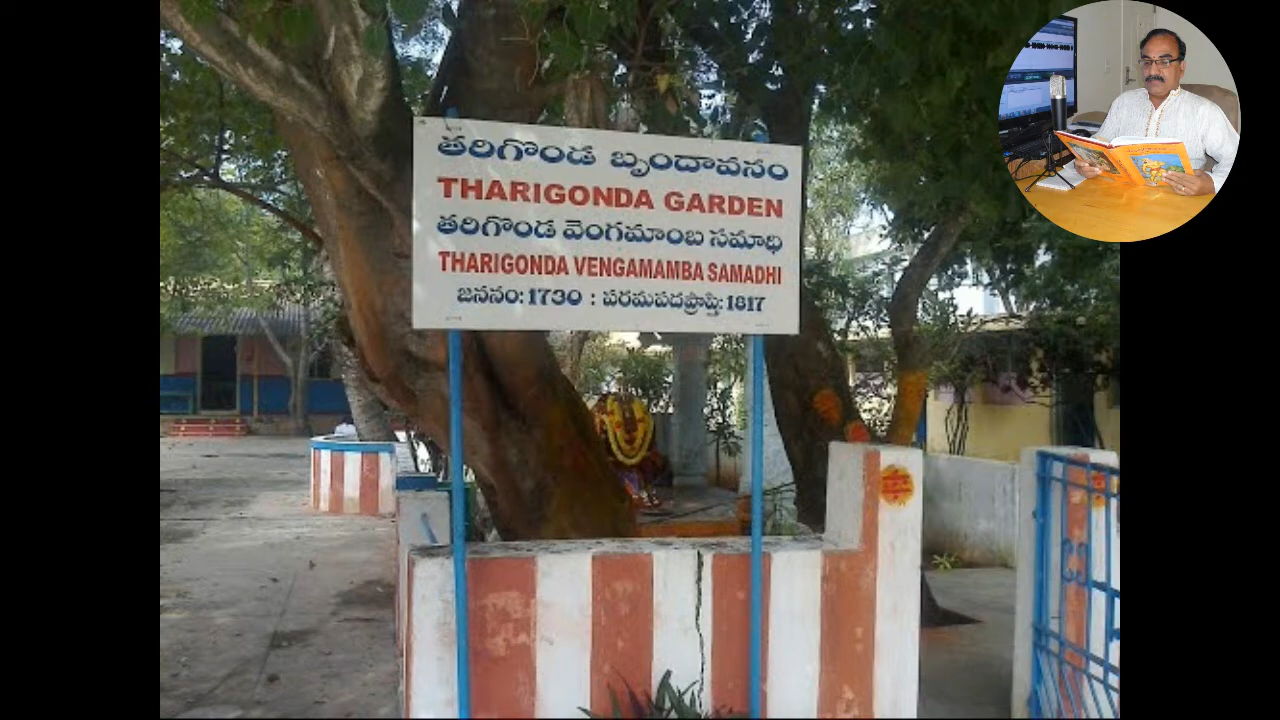 తరిగొండ బృందావనం
THARIGONDA GARDEN
తరిగొండ వెంగమాంబ సమాధి
THARIGONDA VENGAMAMBA SAMADHI
జననం: 1730 : పరమపదప్రాప్తి: 1817